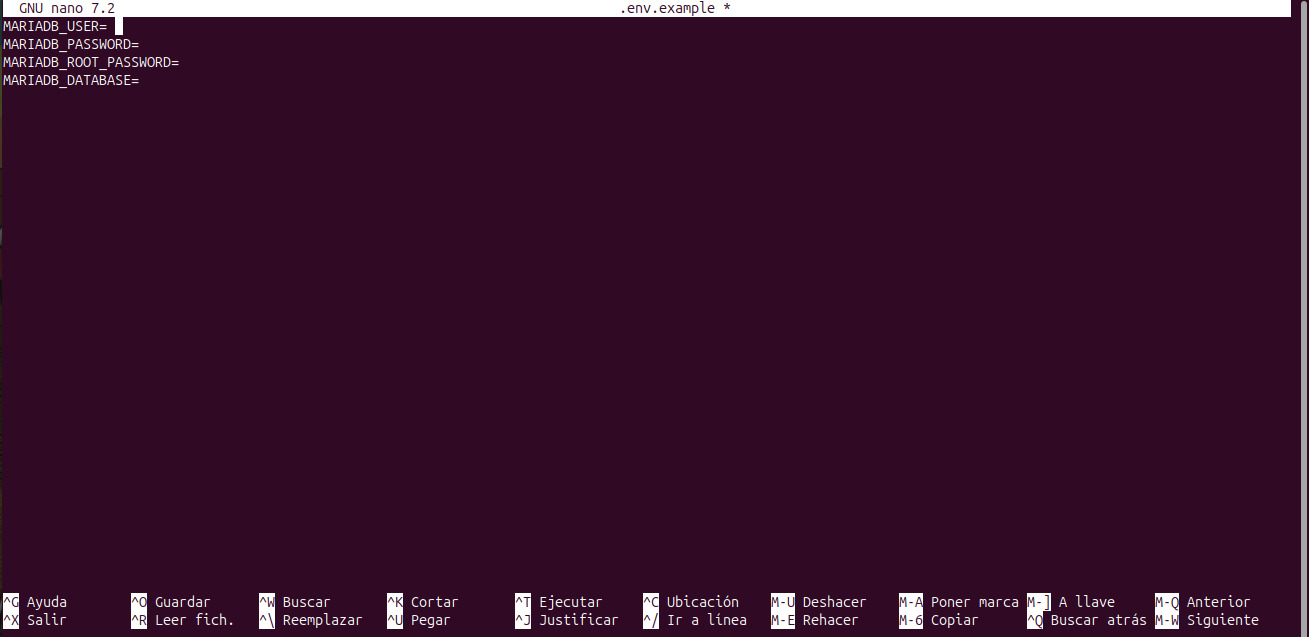 GNU nano 7.2 .env.example *
MARIADB_USER=
MARIADB_PASSWORD=
MARIADB_ROOT_PASSWORD=
MARIADB_DATABASE=
^G Ayuda ^O Guardar ^W Buscar ^K Cortar ^T Ejecutar ^C Ubicación M-U Deshacer M-A Poner marca M-] A llave M-Q Anterior
^X Salir ^R Leer fich. ^\ Reemplazar ^U Pegar ^J Justificar ^/ Ir a línea M-E Rehacer M-6 Copiar ^Q Buscar atrás M-W Siguiente